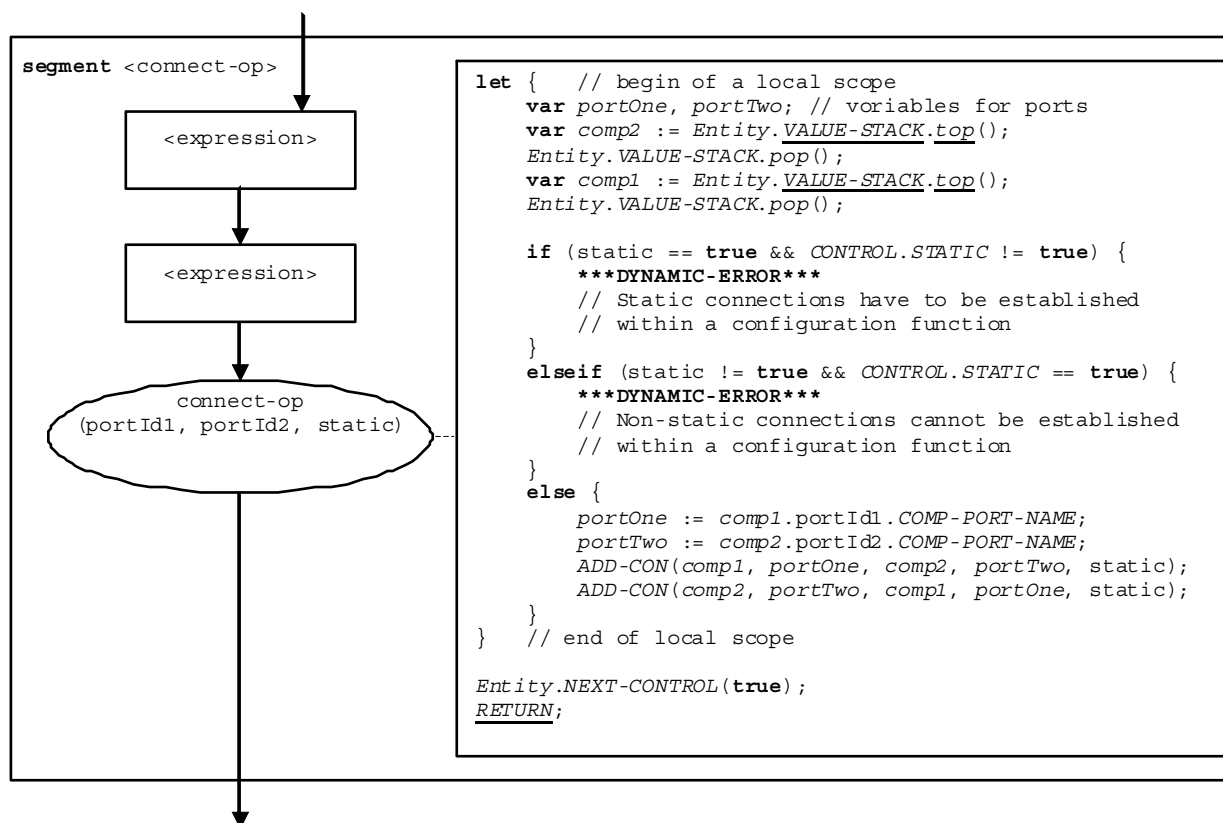 segment <connect-op>
<expression>
<expression>
connect-op
(portId1, portId2, static)
let {   // begin of a local scope
    var portOne, portTwo; // voriables for ports
    var comp2 := Entity.VALUE-STACK.top();
    Entity.VALUE-STACK.pop();
    var comp1 := Entity.VALUE-STACK.top();
    Entity.VALUE-STACK.pop();
    if (static == true && CONTROL.STATIC != true) {
        ***DYNAMIC-ERROR***
        // Static connections have to be established
        // within a configuration function
    }
    elseif (static != true && CONTROL.STATIC == true) {
        ***DYNAMIC-ERROR***
        // Non-static connections cannot be established
        // within a configuration function
    }
    else {
        portOne := comp1.portId1.COMP-PORT-NAME;
        portTwo := comp2.portId2.COMP-PORT-NAME;
        ADD-CON(comp1, portOne, comp2, portTwo, static);
        ADD-CON(comp2, portTwo, comp1, portOne, static);
    }
}   // end of local scope
Entity.NEXT-CONTROL(true);
RETURN;